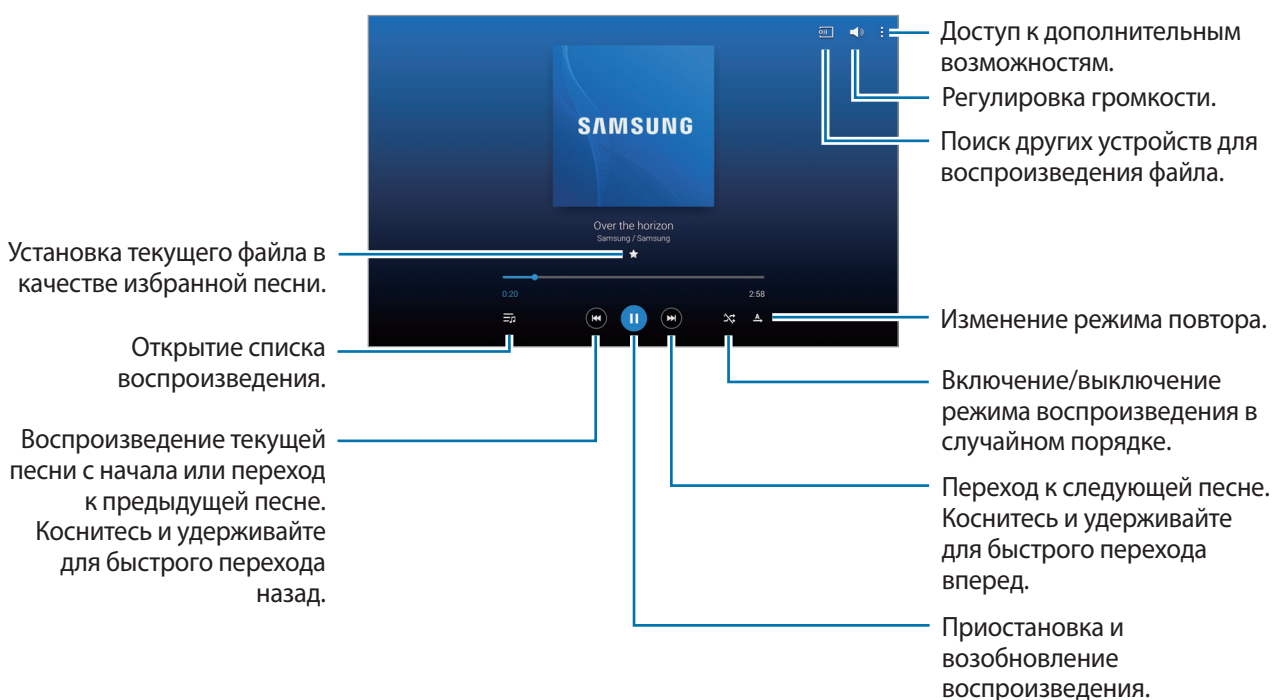 Доступ к дополнительным
возможностям.
Регулировка громкости.
Поиск других устройств для
воспроизведения файла.
SAMSUNG
Over the horizon
Samsung / Samsung
Установка текущего файла в
качестве избранной песни.
0:20
2:58
Открытие списка
воспроизведения.
Изменение режима повтора.
Включение/выключение
режима воспроизведения в
случайном порядке.
Воспроизведение текущей
песни с начала или переход
к предыдущей песне.
Коснитесь и удерживайте
для быстрого перехода
назад.
Переход к следующей песне.
Коснитесь и удерживайте
для быстрого перехода
вперед.
Приостановка и
возобновление
воспроизведения.